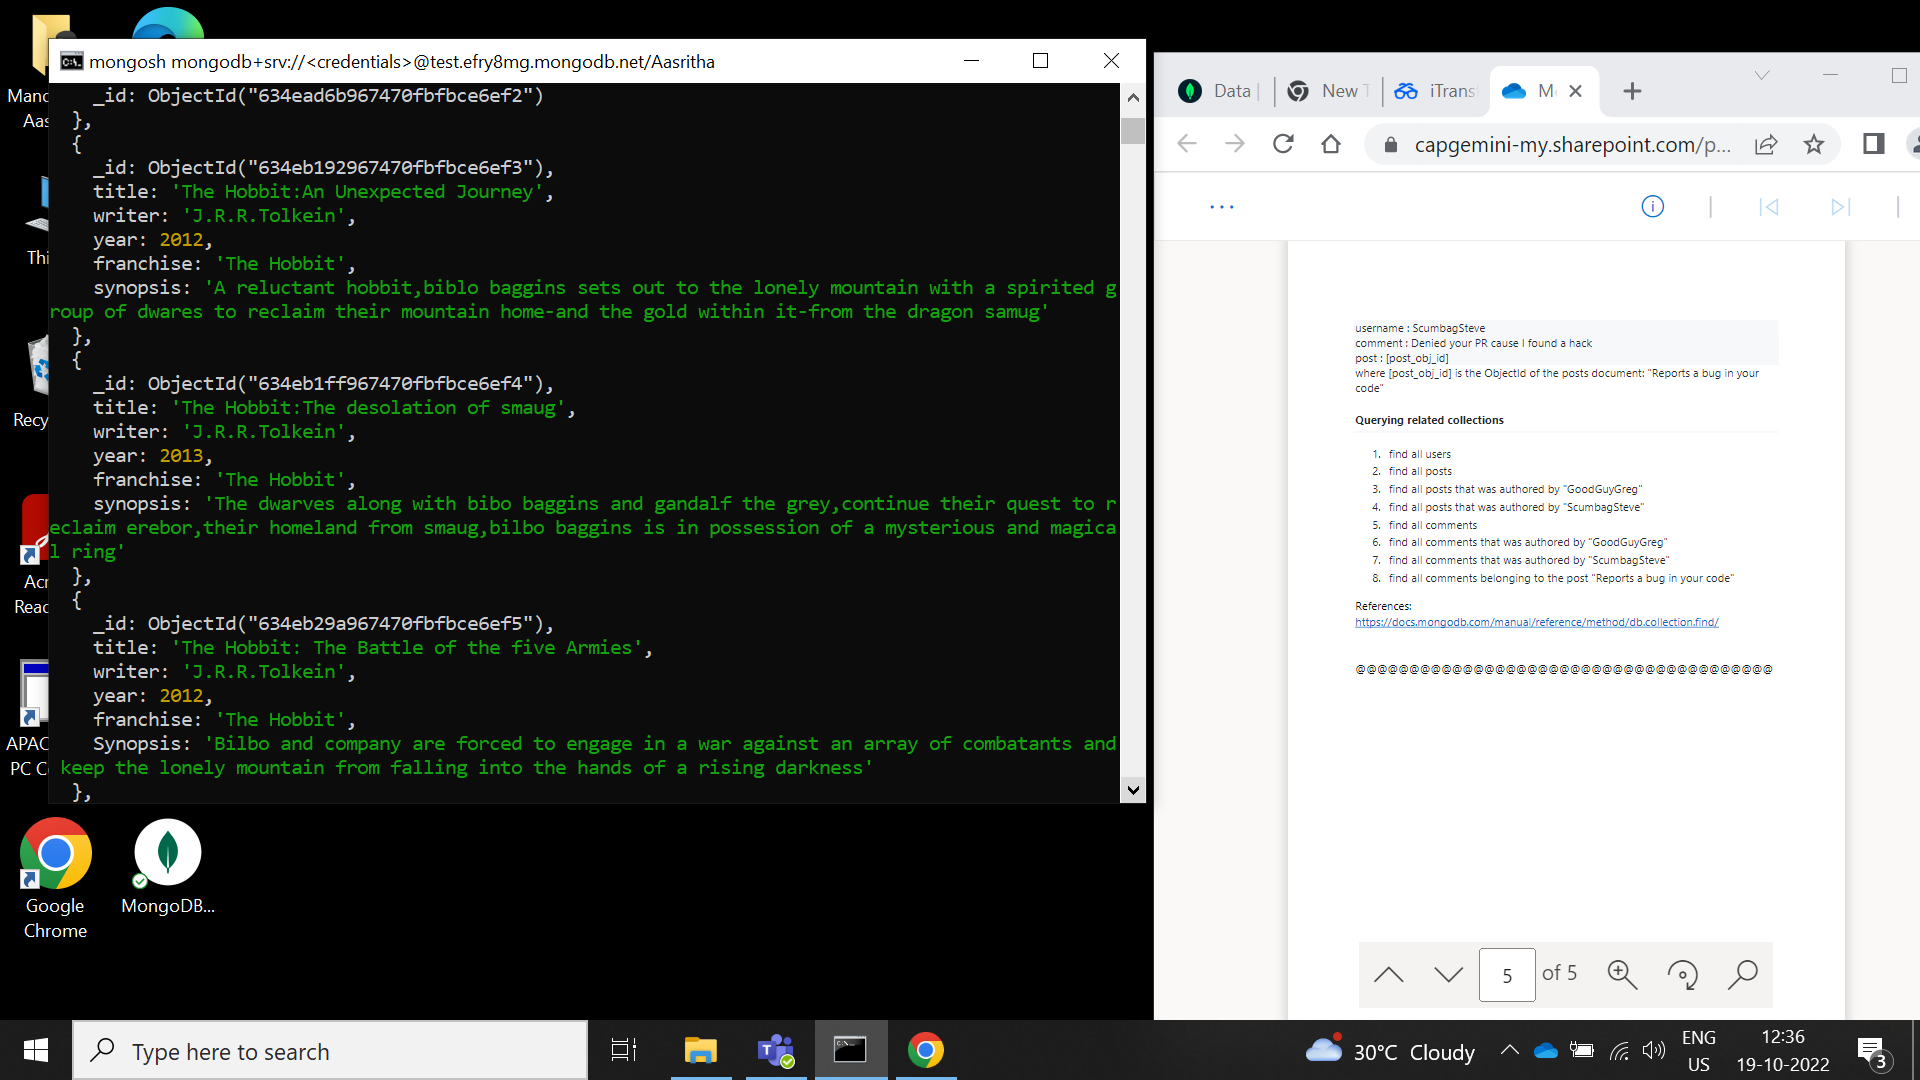 Manc
Aas
Thi
Recy
Acr
Reac
APAC
PC C
Google
Chrome
MongoDB...
mongosh mongodb+srv://<credentials>@test.efry8mg.mongodb.net/Aasritha
_id: ObjectId("634ead6b967470fbfbce6ef2")
},
{
_id: ObjectId("634eb192967470fbfbce6ef3"),
title: 'The Hobbit:An Unexpected Journey',
writer: 'J.R.R.Tolkein',
year: 2012,
franchise: 'The Hobbit',
synopsis: 'A reluctant hobbit,biblo baggins sets out to the lonely mountain with a spirited g
roup of dwares to reclaim their mountain home-and the gold within it-from the dragon samug'
},
{
_id: ObjectId("634eb1ff967470fbfbce6ef4"),
title: 'The Hobbit:The desolation of smaug',
writer: 'J.R.R.Tolkein',
year: 2013,
franchise: 'The Hobbit',
synopsis: 'The dwarves along with bibo baggins and gandalf the grey,continue their quest to r
eclaim erebor,their homeland from smaug,bilbo baggins is in possession of a mysterious and magica
l ring'
},
{
_id: ObjectId("634eb29a967470fbfbce6ef5"),
title: 'The Hobbit: The Battle of the five Armies',
writer: 'J.R.R.Tolkein',
year: 2012,
franchise: 'The Hobbit',
Synopsis: 'Bilbo and company are forced to engage in a war against an array of combatants and
keep the lonely mountain from falling into the hands of a rising darkness'
},
Data
New T
iTrans
M
capgemini-my.sharepoint.com/p...
username : ScumbagSteve
comment : Denied your PR cause I found a hack
post : [post_obj_id]
where [post_obj_id] is the ObjectId of the posts document: "Reports a bug in your
code"
Querying related collections
1. find all users
2. find all posts
3. find all posts that was authored by "GoodGuyGreg"
4. find all posts that was authored by "ScumbagSteve"
5. find all comments
6. find all comments that was authored by "GoodGuyGreg"
7. find all comments that was authored by "ScumbagSteve"
8. find all comments belonging to the post "Reports a bug in your code"
References:
https://docs.mongodb.com/manual/reference/method/db.collection.find/
@@@@@@@@@@@@@@@@@@@@@@@@@@@@@@@@@@@@@@@
5 of 5
Type here to search
30°C Cloudy
ENG
US
12:36
19-10-2022
3